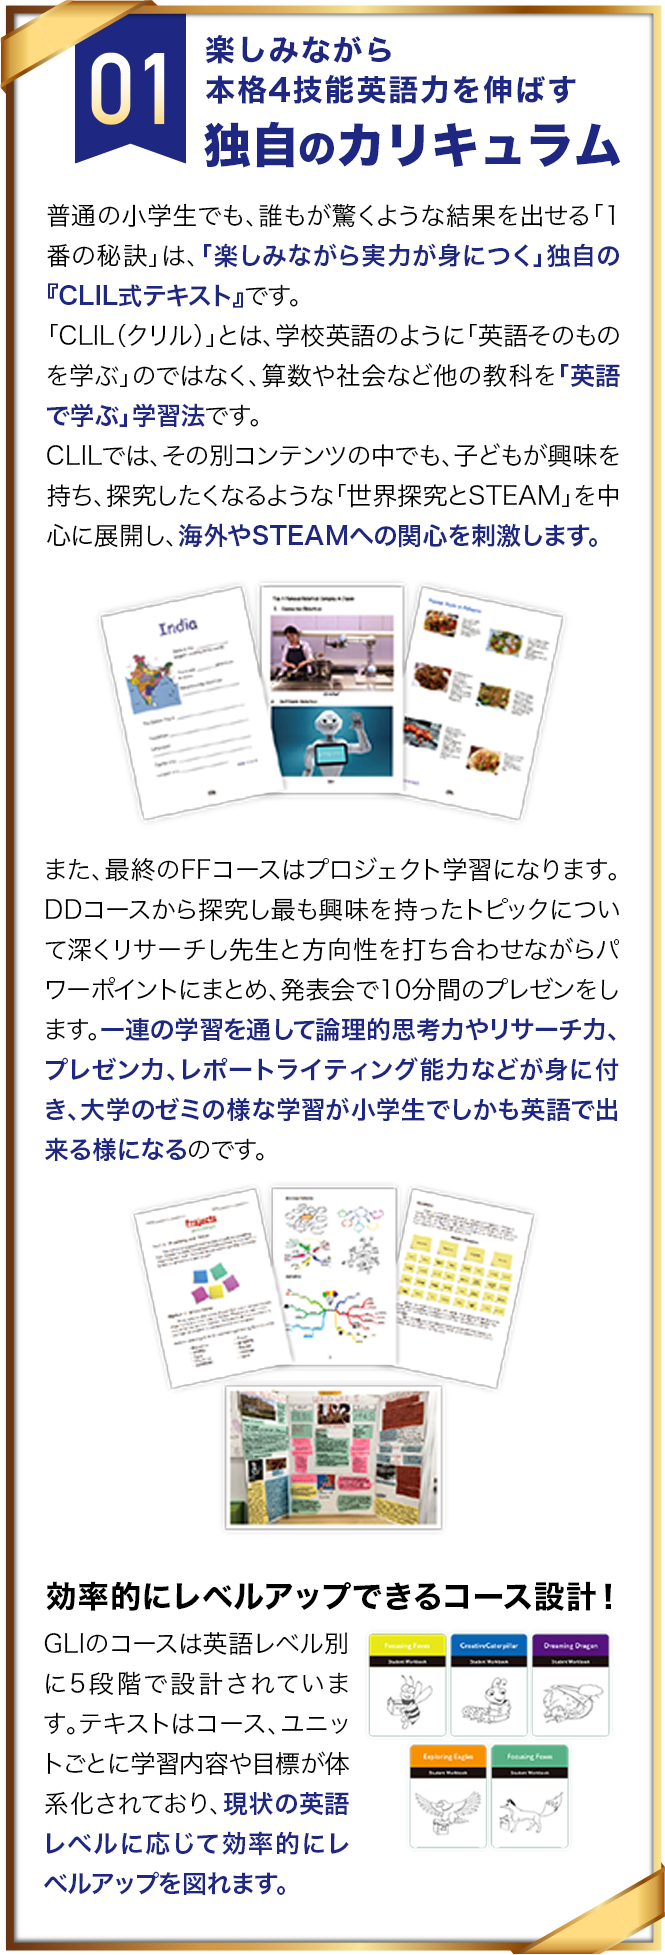 01
楽しみながら
本格4技能英語力を伸ばす
独自のカリキュラム
普通の小学生でも、誰もが驚くような結果を出せる「1
番の秘訣」は、「楽しみながら実力が身につく」独自の
『CLIL式テキスト』です。
「CLIL（クリル）」とは、学校英語のように「英語そのもの
を学ぶ」のではなく、算数や社会など他の教科を「英語
で学ぶ」学習法です。
CLILでは、その別コンテンツの中でも、子どもが興味を
持ち、探究したくなるような「世界探究とSTEAM」を中
心に展開し、海外やSTEAMへの関心を刺激します。
India
また、最終のFFコースはプロジェクト学習になります。
DDコースから探究し最も興味を持ったトピックについ
て深くリサーチし先生と方向性を打ち合わせながらパ
ワーポイントにまとめ、発表会で10分間のプレゼンをし
ます。一連の学習を通して論理的思考力やリサーチ力、
プレゼン力、レポートライティング能力などが身に付
き、大学のゼミの様な学習が小学生でしかも英語で出
来る様になるのです。
Projects
効率的にレベルアップできるコース設計！
GLIのコースは英語レベル別
に5段階で設計されていま
す。テキストはコース、ユニッ
トごとに学習内容や目標が体
系化されており、現状の英語
レベルに応じて効率的にレ
ベルアップを図れます。
CreativeCaterpillar
Dreaming Dragon
Student Workbook
Student Workbook
Student Workbook
Exploring Eagles
Focusing Foxes
Student Workbook
Student Workbook